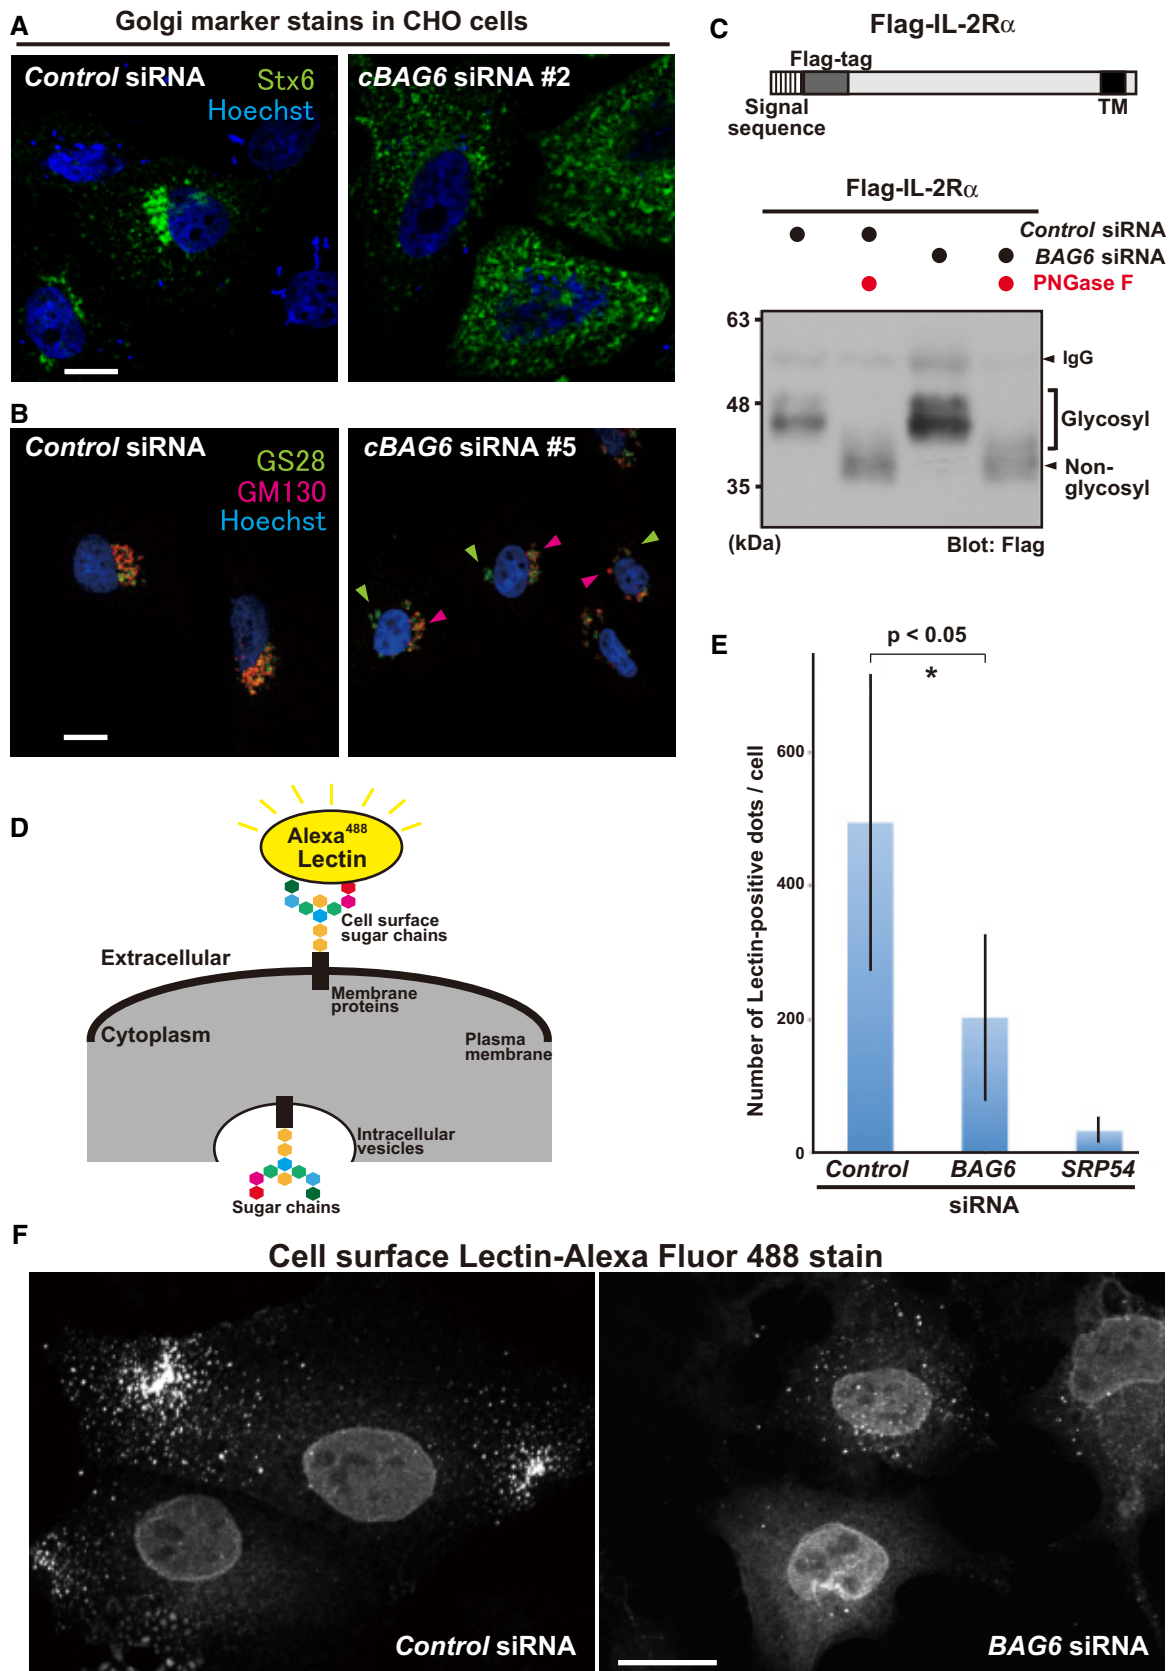 A
Golgi marker stains in CHO cells
Control siRNA
Stx6
Hoechst
cBAG6 siRNA #2
B
Control siRNA
GS28
GM130
Hoechst
cBAG6 siRNA #5
C
Flag-IL-2Rα
Flag-tag
Signal
sequence
TM
Flag-IL-2Rα
Control siRNA
BAG6 siRNA
PNGase F
63
48
35
(kDa)
IgG
Glycosyl
Non-
glycosyl
Blot: Flag
D
Alexa488
Lectin
Cell surface
sugar chains
Extracellular
Membrane
proteins
Cytoplasm
Plasma
membrane
Intracellular
vesicles
Sugar chains
E
p < 0.05
*
Number of Lectin-positive dots / cell
600
400
200
0
Control
BAG6
SRP54
siRNA
F
Cell surface Lectin-Alexa Fluor 488 stain
Control siRNA
BAG6 siRNA